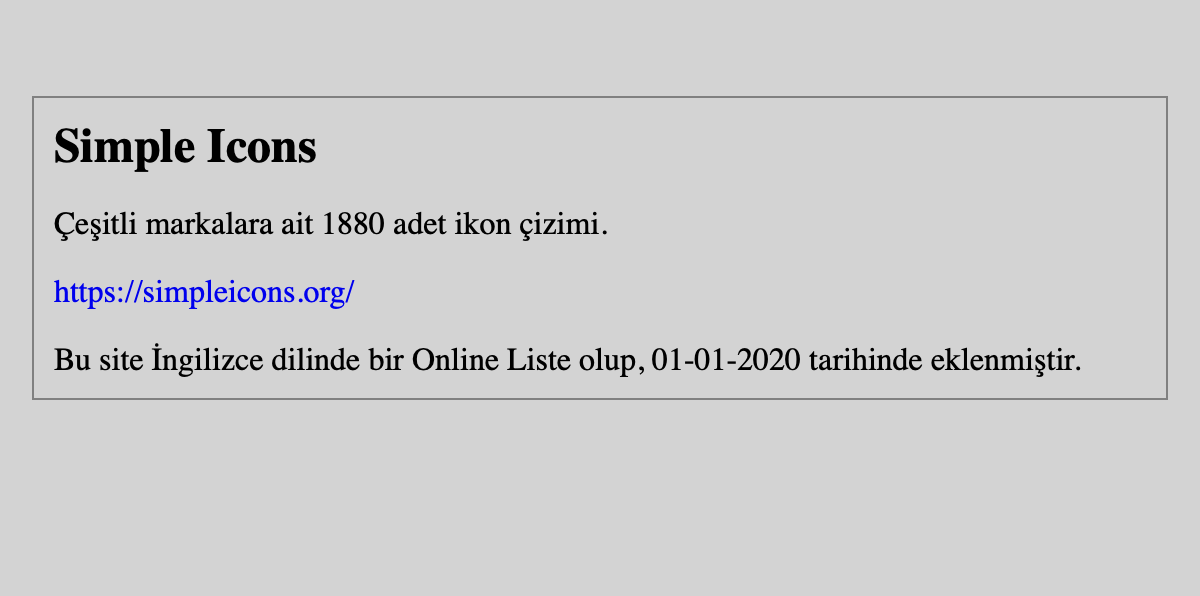 Simple Icons
Çeşitli markalara ait 1880 adet ikon çizimi.
https://simpleicons.org/
Bu site İngilizce dilinde bir Online Liste olup, 01-01-2020 tarihinde eklenmiştir.